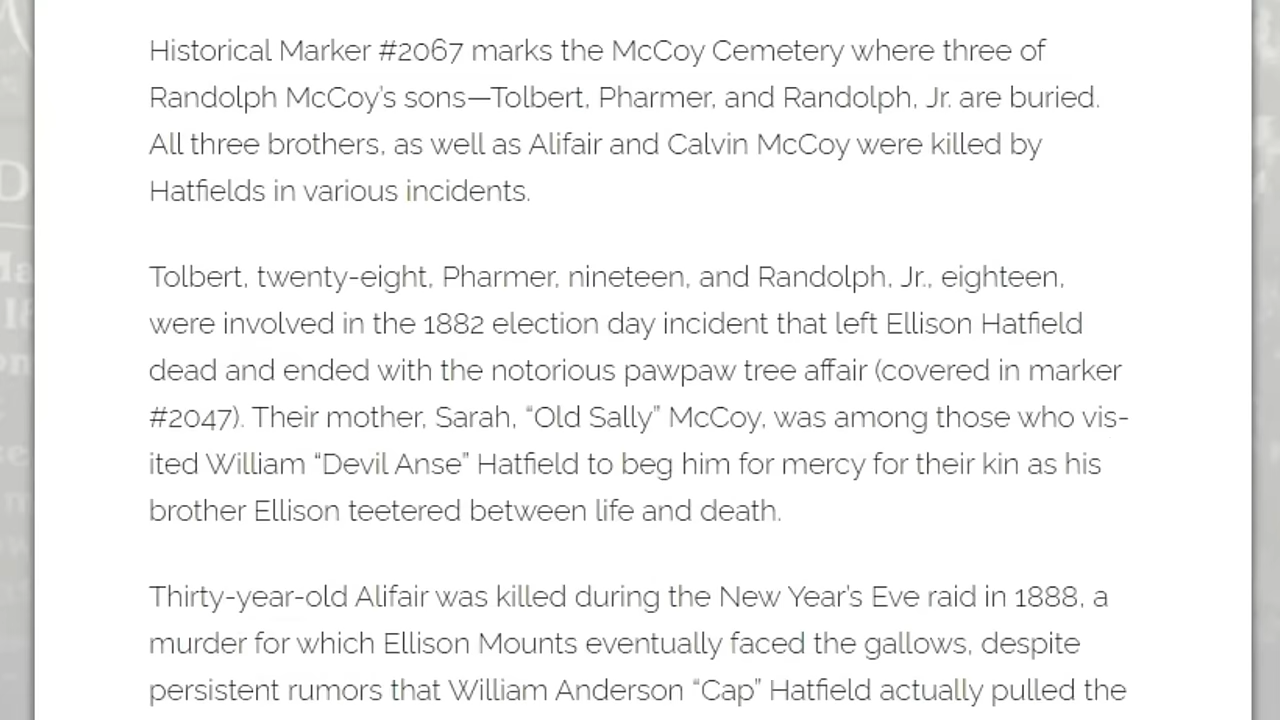 Historical Marker #2067 marks the McCoy Cemetery where three of
Randolph McCoy's sons—Tolbert, Pharmer, and Randolph, Jr. are buried.
All three brothers, as well as Alifair and Calvin McCoy were killed by
Hatfields in various incidents.
Tolbert, twenty-eight, Pharmer, nineteen, and Randolph, Jr., eighteen,
were involved in the 1882 election day incident that left Ellison Hatfield
dead and ended with the notorious pawpaw tree affair (covered in marker
#2047). Their mother, Sarah, “Old Sally” McCoy, was among those who vis-
ited William “Devil Anse” Hatfield to beg him for mercy for their kin as his
brother Ellison teetered between life and death.
Thirty-year-old Alifair was killed during the New Year's Eve raid in 1888, a
murder for which Ellison Mounts eventually faced the gallows, despite
persistent rumors that William Anderson “Cap” Hatfield actually pulled the